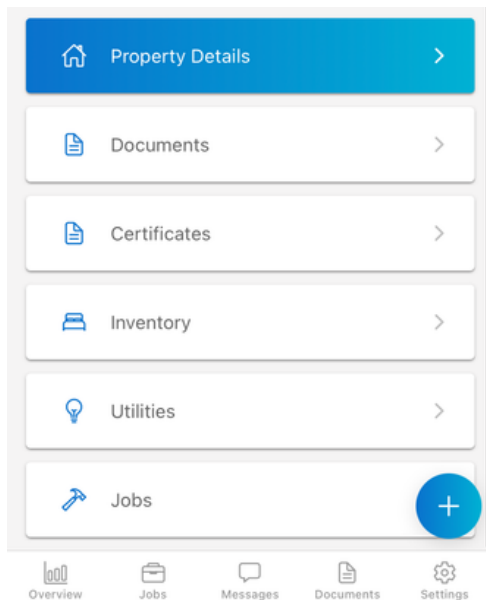 Property Details
Documents
Certificates
Inventory
Utilities
Jobs
Overview Jobs Messages Documents Settings